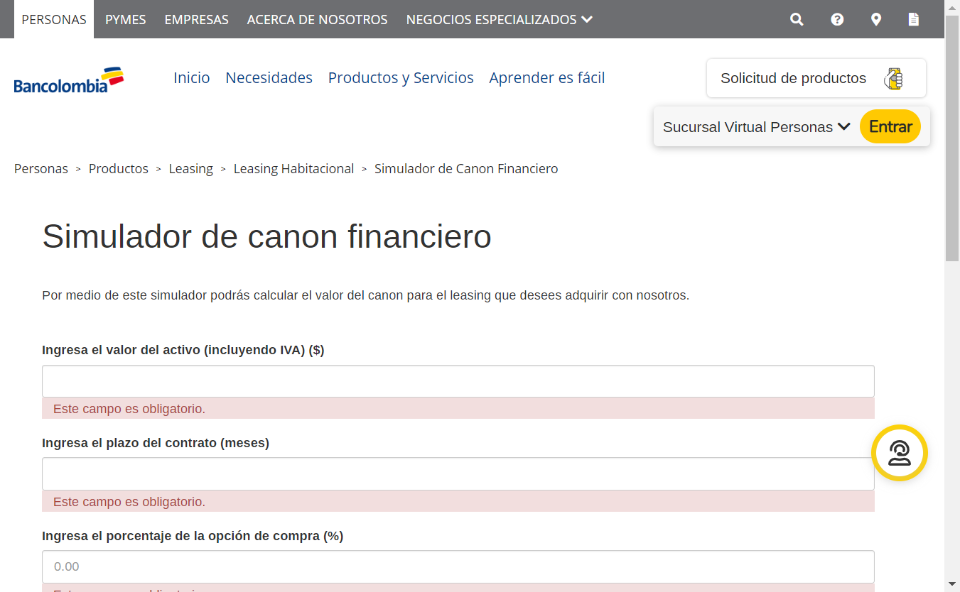 PERSONAS PYMES EMPRESAS ACERCA DE NOSOTROS NEGOCIOS ESPECIALIZADOS
Bancolombia Inicio Necesidades Productos y Servicios Aprender es fácil Solicitud de productos
Sucursal Virtual Personas Entrar
Personas > Productos > Leasing > Leasing Habitacional > Simulador de Canon Financiero
Simulador de canon financiero
Por medio de este simulador podrás calcular el valor del canon para el leasing que desees adquirir con nosotros.
Ingresa el valor del activo (incluyendo IVA) ($)
Este campo es obligatorio.
Ingresa el plazo del contrato (meses)
Este campo es obligatorio.
Ingresa el porcentaje de la opción de compra (%)
0.00